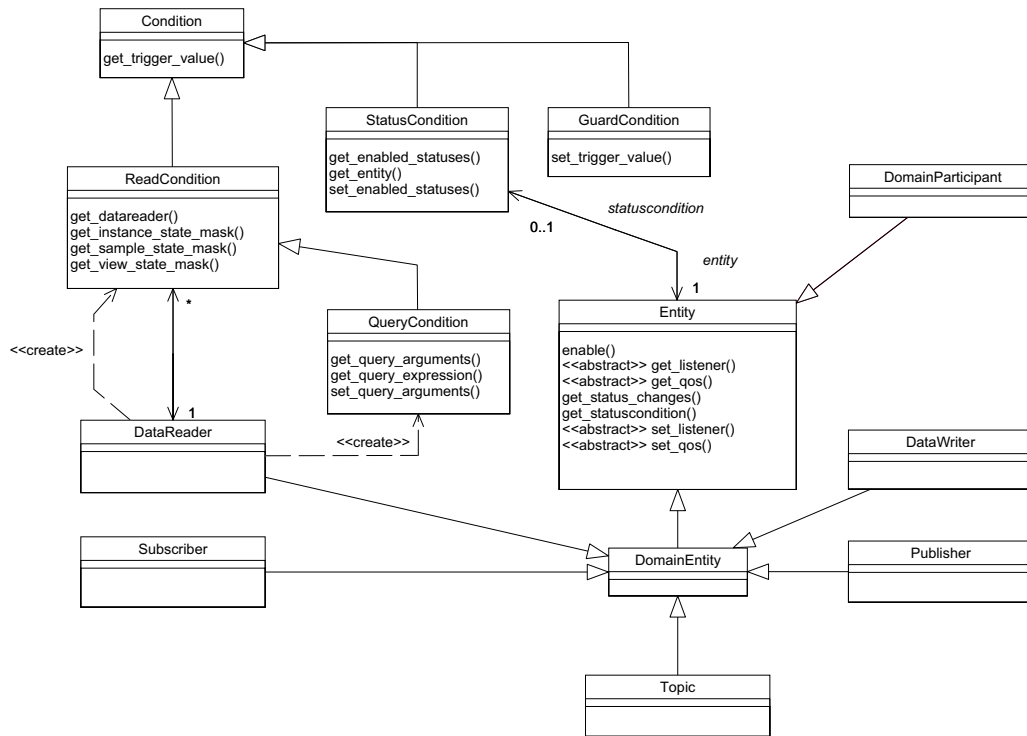 Condition
get_trigger_value()
StatusCondition
get_enabled_statuses()
get_entity()
set_enabled_statuses()
GuardCondition
set_trigger_value()
ReadCondition
get_datareader()
get_instance_state_mask()
get_sample_state_mask()
get_view_state_mask()
DomainParticipant
statuscondition
0..1
entity
1
*
<<create>>
QueryCondition
get_query_arguments()
get_query_expression()
set_query_arguments()
Entity
enable()
<<abstract>> get_listener()
<<abstract>> get_qos()
get_status_changes()
get_statuscondition()
<<abstract>> set_listener()
<<abstract>> set_qos()
1
DataReader
<<create>>
DataWriter
Subscriber
DomainEntity
Publisher
Topic